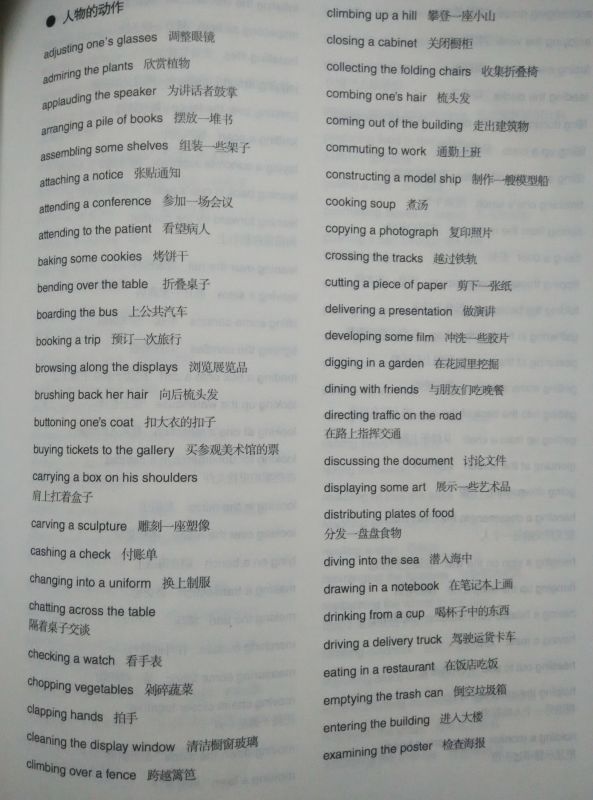 ● 人物的动作
adjusting one's glasses 调整眼镜
admiring the plants 欣赏植物
applauding the speaker 为讲话者鼓掌
arranging a pile of books 摆放一堆书
assembling some shelves 组装一些架子
attaching a notice 张贴通知
attending a conference 参加一场会议
attending to the patient 看望病人
baking some cookies 烤饼干
bending over the table 折叠桌子
boarding the bus 上公共汽车
booking a trip 预订一次旅行
browsing along the displays 浏览展览品
brushing back her hair 向后梳头发
buttoning one's coat 扣大衣的扣子
buying tickets to the gallery 买参观美术馆的票
carrying a box on his shoulders
肩上扛着盒子
carving a sculpture 雕刻一座塑像
cashing a check 付账单
changing into a uniform 换上制服
chatting across the table
隔着桌子交谈
checking a watch 看手表
chopping vegetables 剁碎蔬菜
clapping hands 拍手
cleaning the display window 清洁橱窗玻璃
climbing over a fence 跨越篱笆
climbing up a hill 攀登一座小山
closing a cabinet 关闭橱柜
collecting the folding chairs 收集折叠椅
combing one's hair 梳头发
coming out of the building 走出建筑物
commuting to work 通勤上班
constructing a model ship 制作一艘模型船
cooking soup 煮汤
copying a photograph 复印照片
crossing the tracks 越过铁轨
cutting a piece of paper 剪下一张纸
delivering a presentation 做演讲
developing some film 冲洗一些胶片
digging in a garden 在花园里挖掘
dining with friends 与朋友们吃晚餐
directing traffic on the road
在路上指挥交通
discussing the document 讨论文件
displaying some art 展示一些艺术品
distributing plates of food
分发一盘盘食物
diving into the sea 潜入海中
drawing in a notebook 在笔记本上画
drinking from a cup 喝杯子中的东西
driving a delivery truck 驾驶运货卡车
eating in a restaurant 在饭店吃饭
emptying the trash can 倒空垃圾箱
entering the building 进入大楼
examining the poster 检查海报